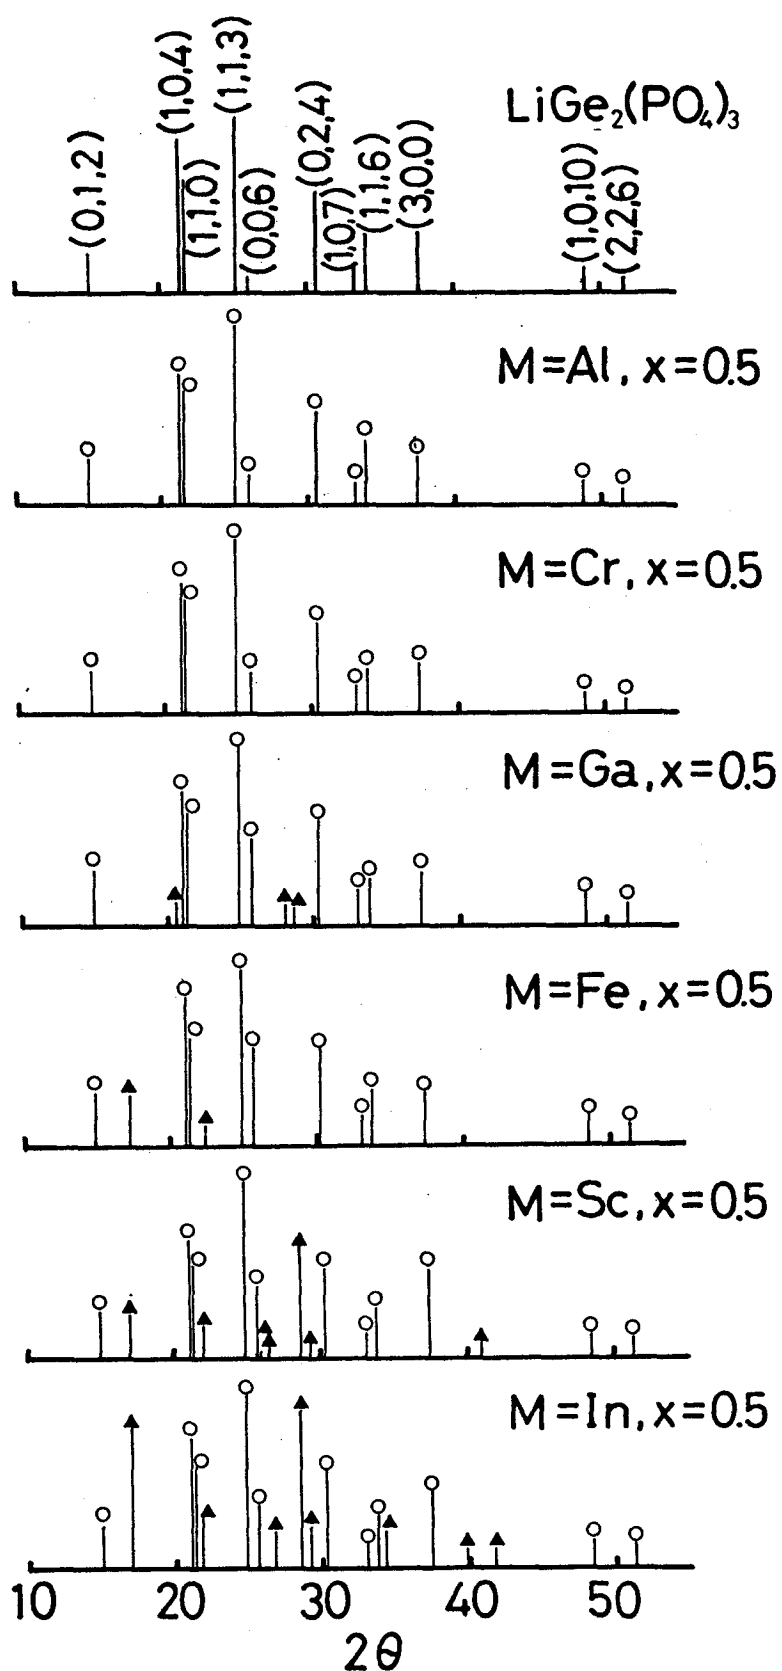 LiGe₂(PO₄)₃
(0,1,2) (1,0,4) (1,1,0) (1,1,3) (0,0,6) (0,2,4) (1,0,7) (1,1,6) (3,0,0) (1,0,10) (2,2,6)
M=Al, x=0.5
M=Cr, x=0.5
M=Ga, x=0.5
M=Fe, x=0.5
M=Sc, x=0.5
M=In, x=0.5
10 20 30 40 50
2θ